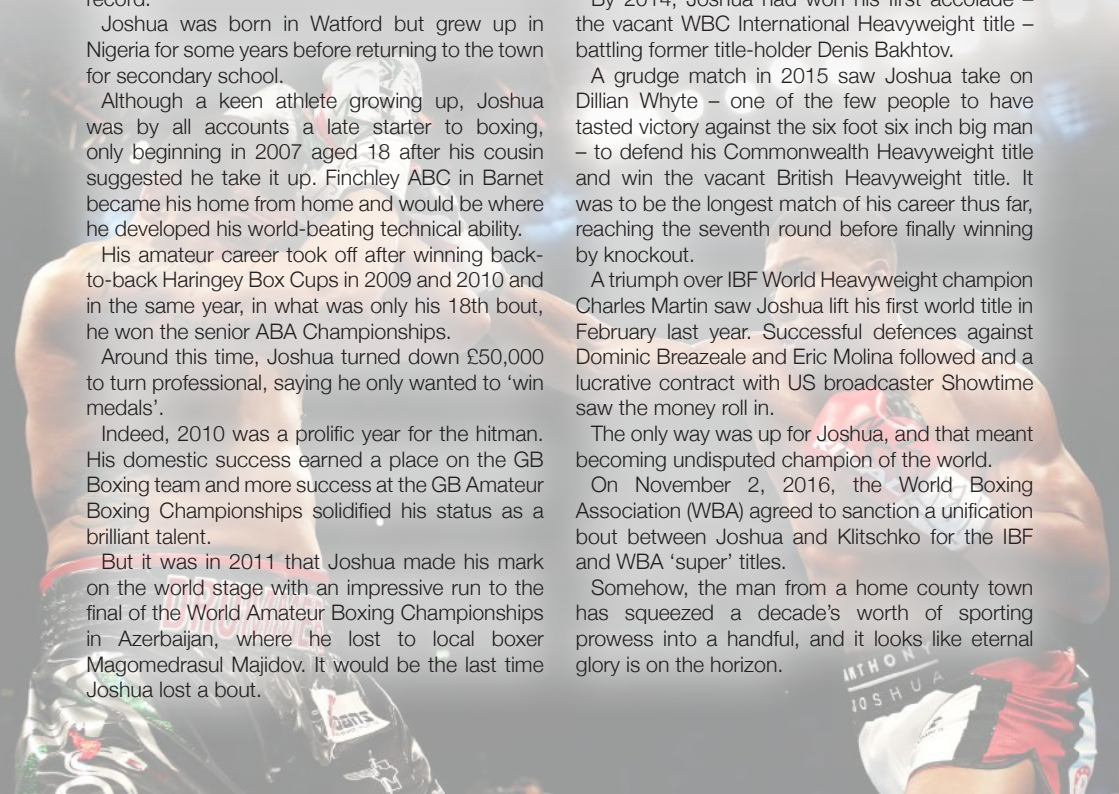 record.
Joshua was born in Watford but grew up in
Nigeria for some years before returning to the town
for secondary school.
Although a keen athlete growing up, Joshua
was by all accounts a late starter to boxing,
only beginning in 2007 aged 18 after his cousin
suggested he take it up. Finchley ABC in Barnet
became his home from home and would be where
he developed his world-beating technical ability.
His amateur career took off after winning back-
to-back Haringey Box Cups in 2009 and 2010 and
in the same year, in what was only his 18th bout,
he won the senior ABA Championships.
Around this time, Joshua turned down £50,000
to turn professional, saying he only wanted to ‘win
medals’.
Indeed, 2010 was a prolific year for the hitman.
His domestic success earned a place on the GB
Boxing team and more success at the GB Amateur
Boxing Championships solidified his status as a
brilliant talent.
But it was in 2011 that Joshua made his mark
on the world stage with an impressive run to the
final of the World Amateur Boxing Championships
in Azerbaijan, where he lost to local boxer
Magomedrasul Majidov. It would be the last time
Joshua lost a bout.
By 2014, Joshua had won his first accolade –
the vacant WBC International Heavyweight title –
battling former title-holder Denis Bakhtov.
A grudge match in 2015 saw Joshua take on
Dillian Whyte – one of the few people to have
tasted victory against the six foot six inch big man
– to defend his Commonwealth Heavyweight title
and win the vacant British Heavyweight title. It
was to be the longest match of his career thus far,
reaching the seventh round before finally winning
by knockout.
A triumph over IBF World Heavyweight champion
Charles Martin saw Joshua lift his first world title in
February last year. Successful defences against
Dominic Breazeale and Eric Molina followed and a
lucrative contract with US broadcaster Showtime
saw the money roll in.
The only way was up for Joshua, and that meant
becoming undisputed champion of the world.
On November 2, 2016, the World Boxing
Association (WBA) agreed to sanction a unification
bout between Joshua and Klitschko for the IBF
and WBA ‘super’ titles.
Somehow, the man from a home county town
has squeezed a decade’s worth of sporting
prowess into a handful, and it looks like eternal
glory is on the horizon.
ANTHONY
JOSHUA